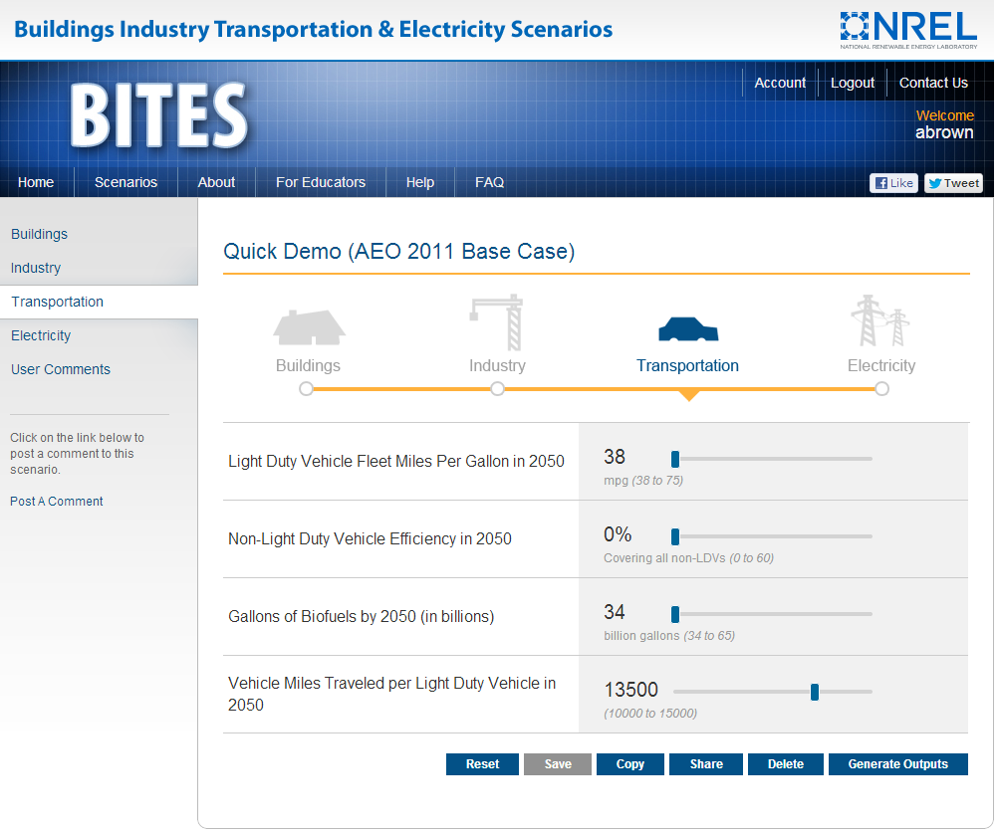 Buildings Industry Transportation & Electricity Scenarios
NREL
NATIONAL RENEWABLE ENERGY LABORATORY
BITES
Account
Logout
Contact Us
Welcome
abrown
Home
Scenarios
About
For Educators
Help
FAQ
Like
Tweet
Buildings
Industry
Transportation
Electricity
User Comments
Click on the link below to
post a comment to this
scenario.
Post A Comment
Quick Demo (AEO 2011 Base Case)
Buildings
Industry
Transportation
Electricity
Light Duty Vehicle Fleet Miles Per Gallon in 2050
38
mpg (38 to 75)
Non-Light Duty Vehicle Efficiency in 2050
0%
Covering all non-LDVs (0 to 60)
Gallons of Biofuels by 2050 (in billions)
34
billion gallons (34 to 65)
Vehicle Miles Traveled per Light Duty Vehicle in
2050
13500
(10000 to 15000)
Reset
Save
Copy
Share
Delete
Generate Outputs